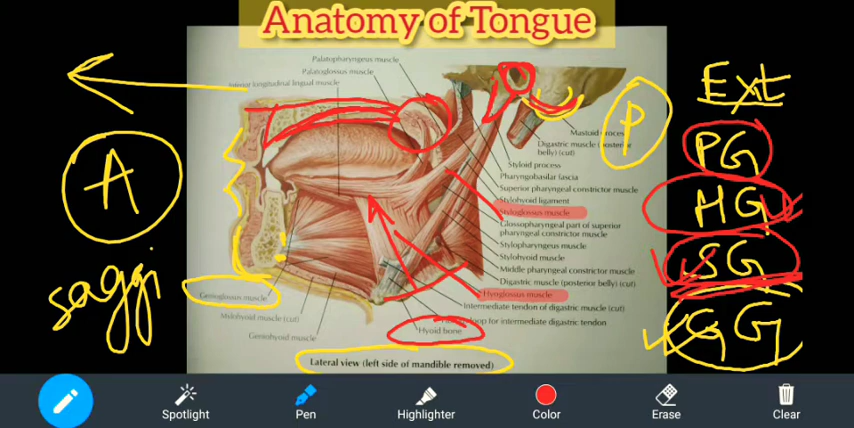 Anatomy of Tongue
Palatopharyngeus muscle
Palatoglossus muscle
Inferior longitudinal lingual muscle
Genioglossus muscle
Mylohyoid muscle (cut)
Geniohyoid muscle
Hyoid bone
Lateral view (left side of mandible removed)
Mastoid process
Digastric muscle (posterior
belly) (cut)
Styloid process
Pharyngobasilar fascia
Superior pharyngeal constrictor muscle
Stylohyoid ligament
Styloglossus muscle
Glossopharyngeal part of superior
pharyngeal constrictor muscle
Stylopharyngeus muscle
Stylohyoid muscle
Middle pharyngeal constrictor muscle
Digastric muscle (posterior belly) (cut)
Hyoglossus muscle
Intermediate tendon of digastric muscle (cut)
loop for intermediate digastric tendon
A
saggi
P
Ext
PG
HG
SG
GG
Spotlight
Pen
Highlighter
Color
Erase
Clear